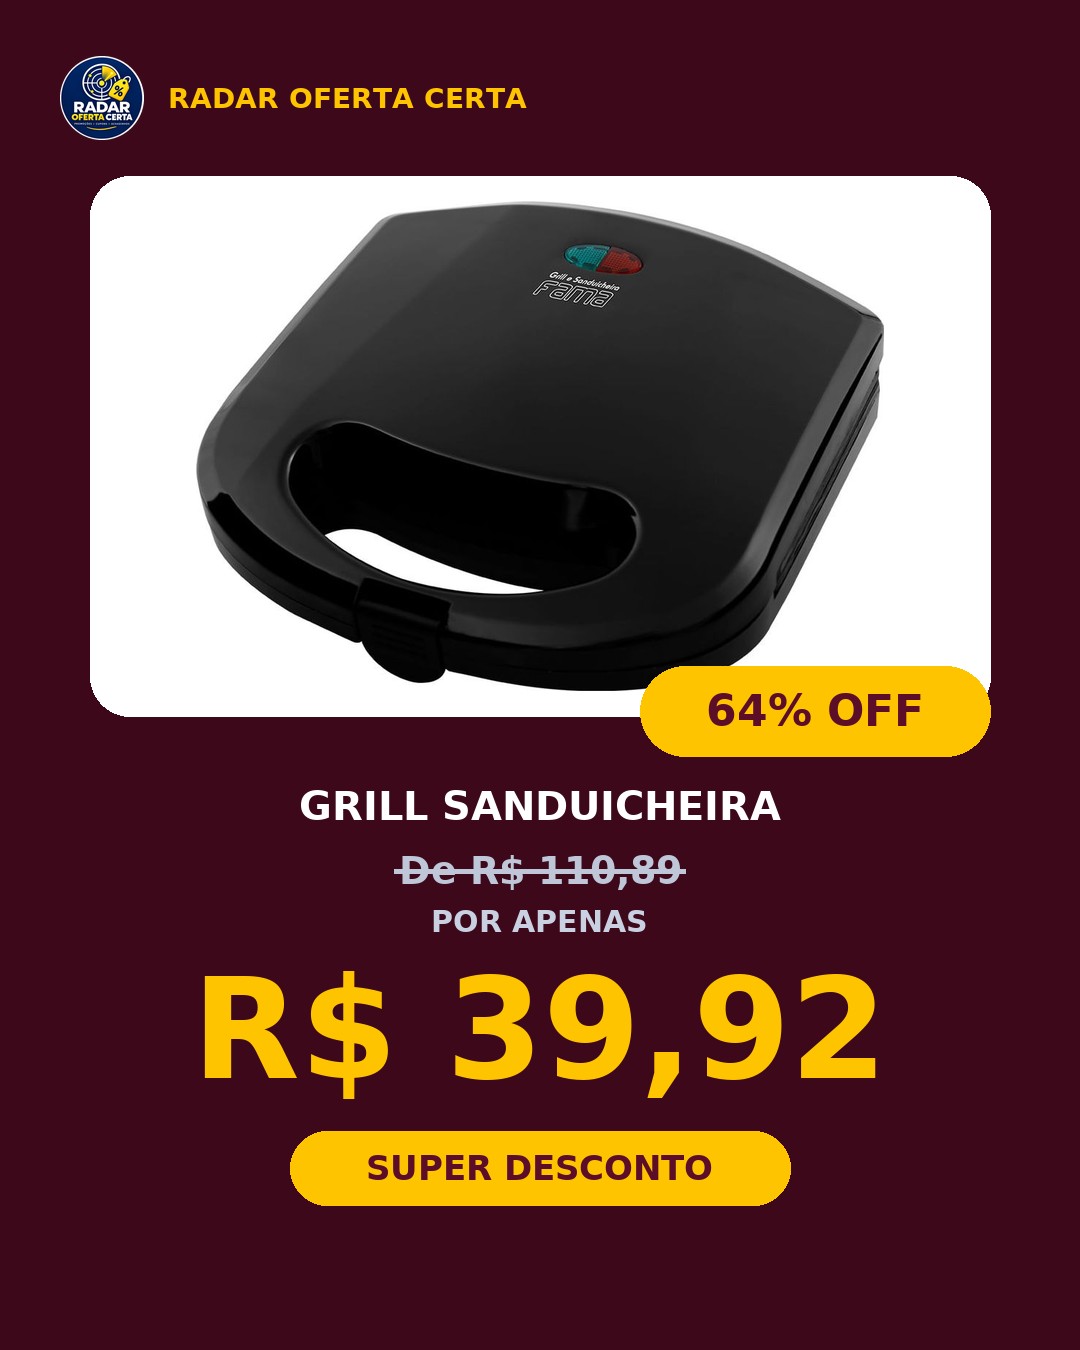 RADAR
OFERTA CERTA
RADAR OFERTA CERTA
%
Grill e Sanduicheira
Fama
64% OFF
GRILL SANDUICHEIRA
De R$ 110,89
POR APENAS
R$ 39,92
SUPER DESCONTO